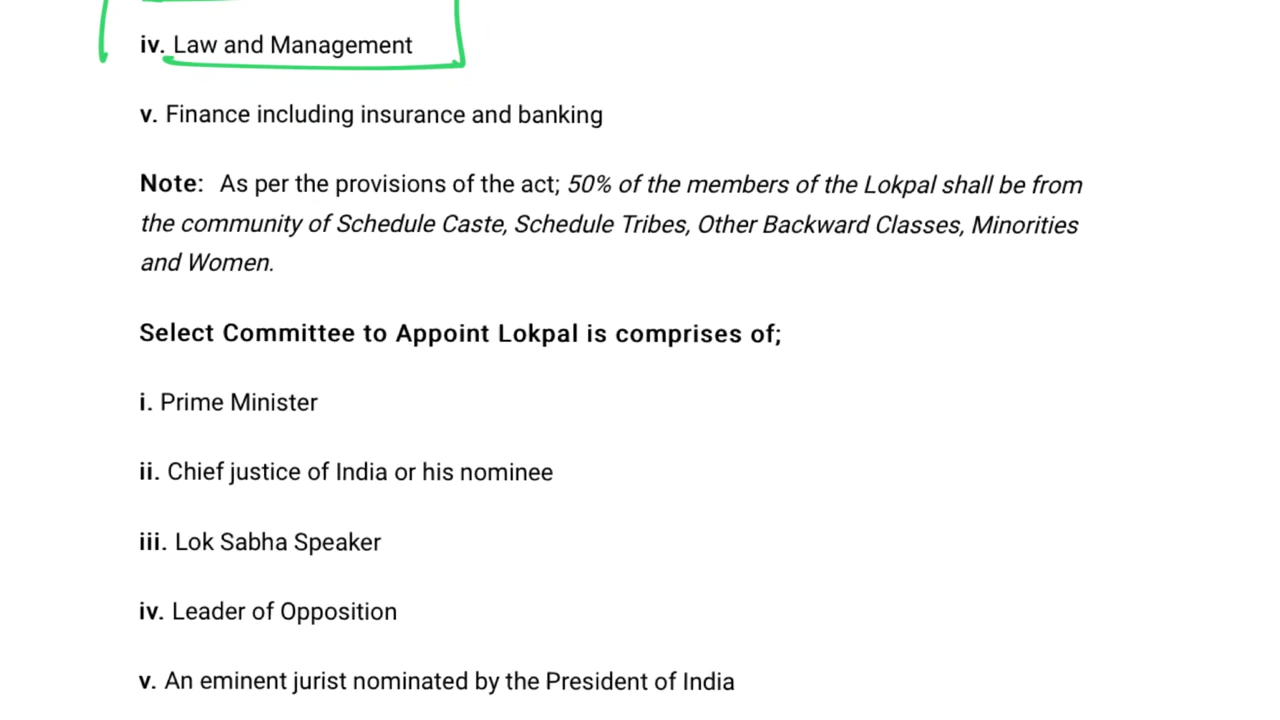 iv. Law and Management
v. Finance including insurance and banking
Note: As per the provisions of the act; 50% of the members of the Lokpal shall be from
the community of Schedule Caste, Schedule Tribes, Other Backward Classes, Minorities
and Women.
Select Committee to Appoint Lokpal is comprises of;
i. Prime Minister
ii. Chief justice of India or his nominee
iii. Lok Sabha Speaker
iv. Leader of Opposition
v. An eminent jurist nominated by the President of India